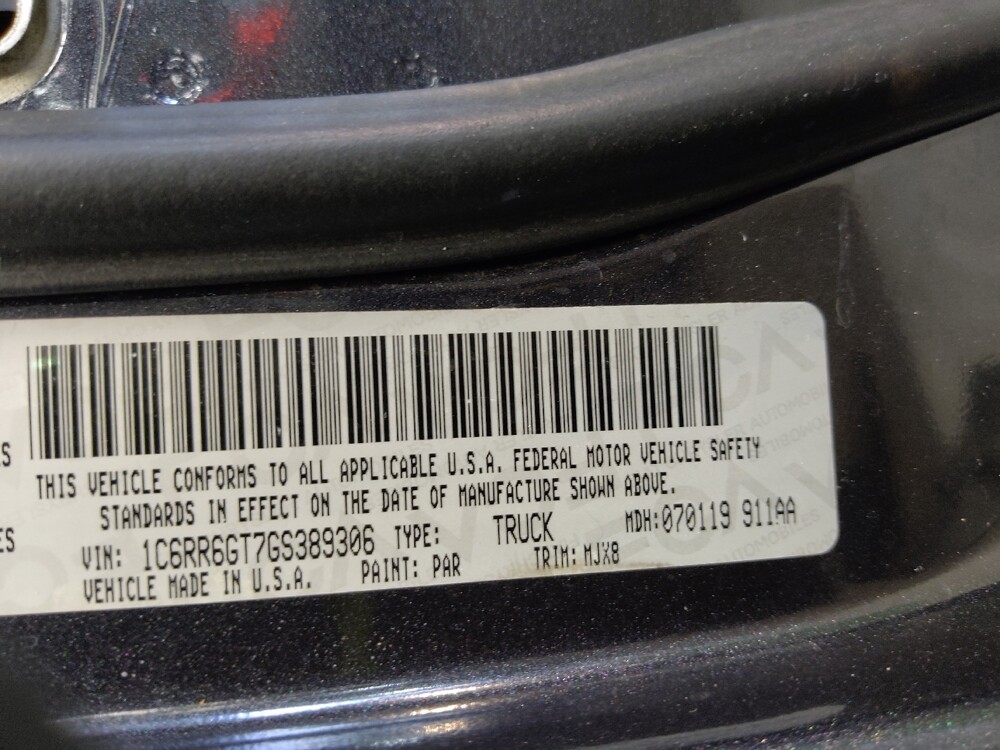 THIS VEHICLE CONFORMS TO ALL APPLICABLE U.S.A. FEDERAL MOTOR VEHICLE SAFETY
STANDARDS IN EFFECT ON THE DATE OF MANUFACTURE SHOWN ABOVE.
VIN: 1C6RR6GT7GS389306 TYPE: TRUCK MDH:070119 911AA
VEHICLE MADE IN U.S.A. PAINT: PAR TRIM: MJX8